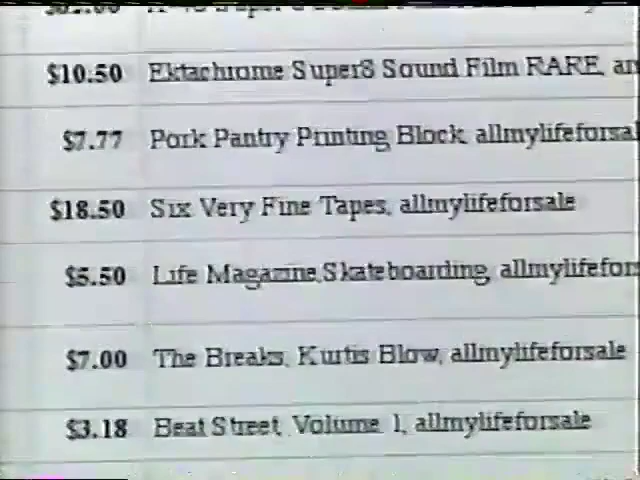 $10.50 Ektachrome Super8 Sound Film RARE, an
$7.77 Pork Pantry Printing Block, allmylifeforsal
$18.50 Six Very Fine Tapes, allmylifeforsale
$5.50 Life Magazine,Skateboarding, allmylifefor
$7.00 The Breaks, Kurtis Blow, allmylifeforsale
$3.18 Beat Street, Volume 1, allmylifeforsale